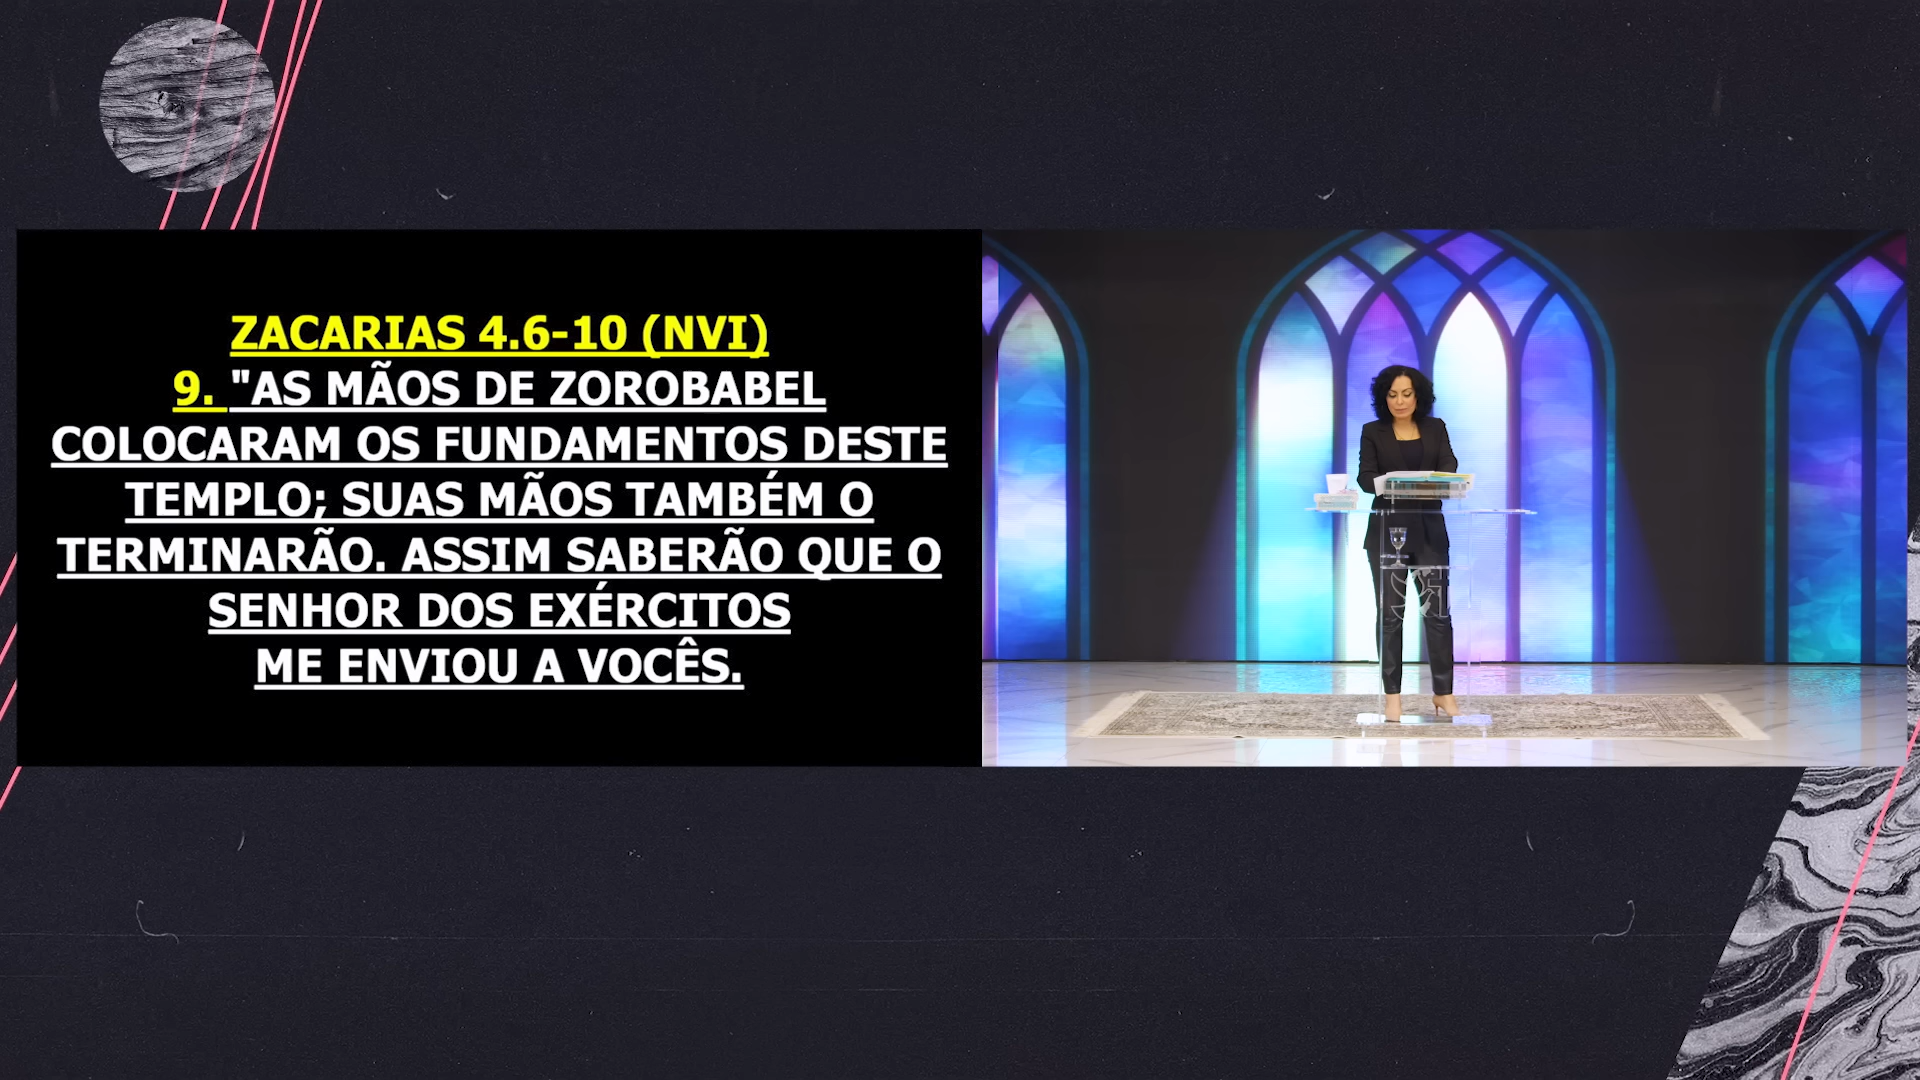 ZACARIAS 4.6-10 (NVI)
9. "AS MÃOS DE ZOROBABEL
COLOCARAM OS FUNDAMENTOS DESTE
TEMPLO; SUAS MÃOS TAMBÉM O
TERMINARÃO. ASSIM SABERÃO QUE O
SENHOR DOS EXÉRCITOS
ME ENVIOU A VOCÊS.